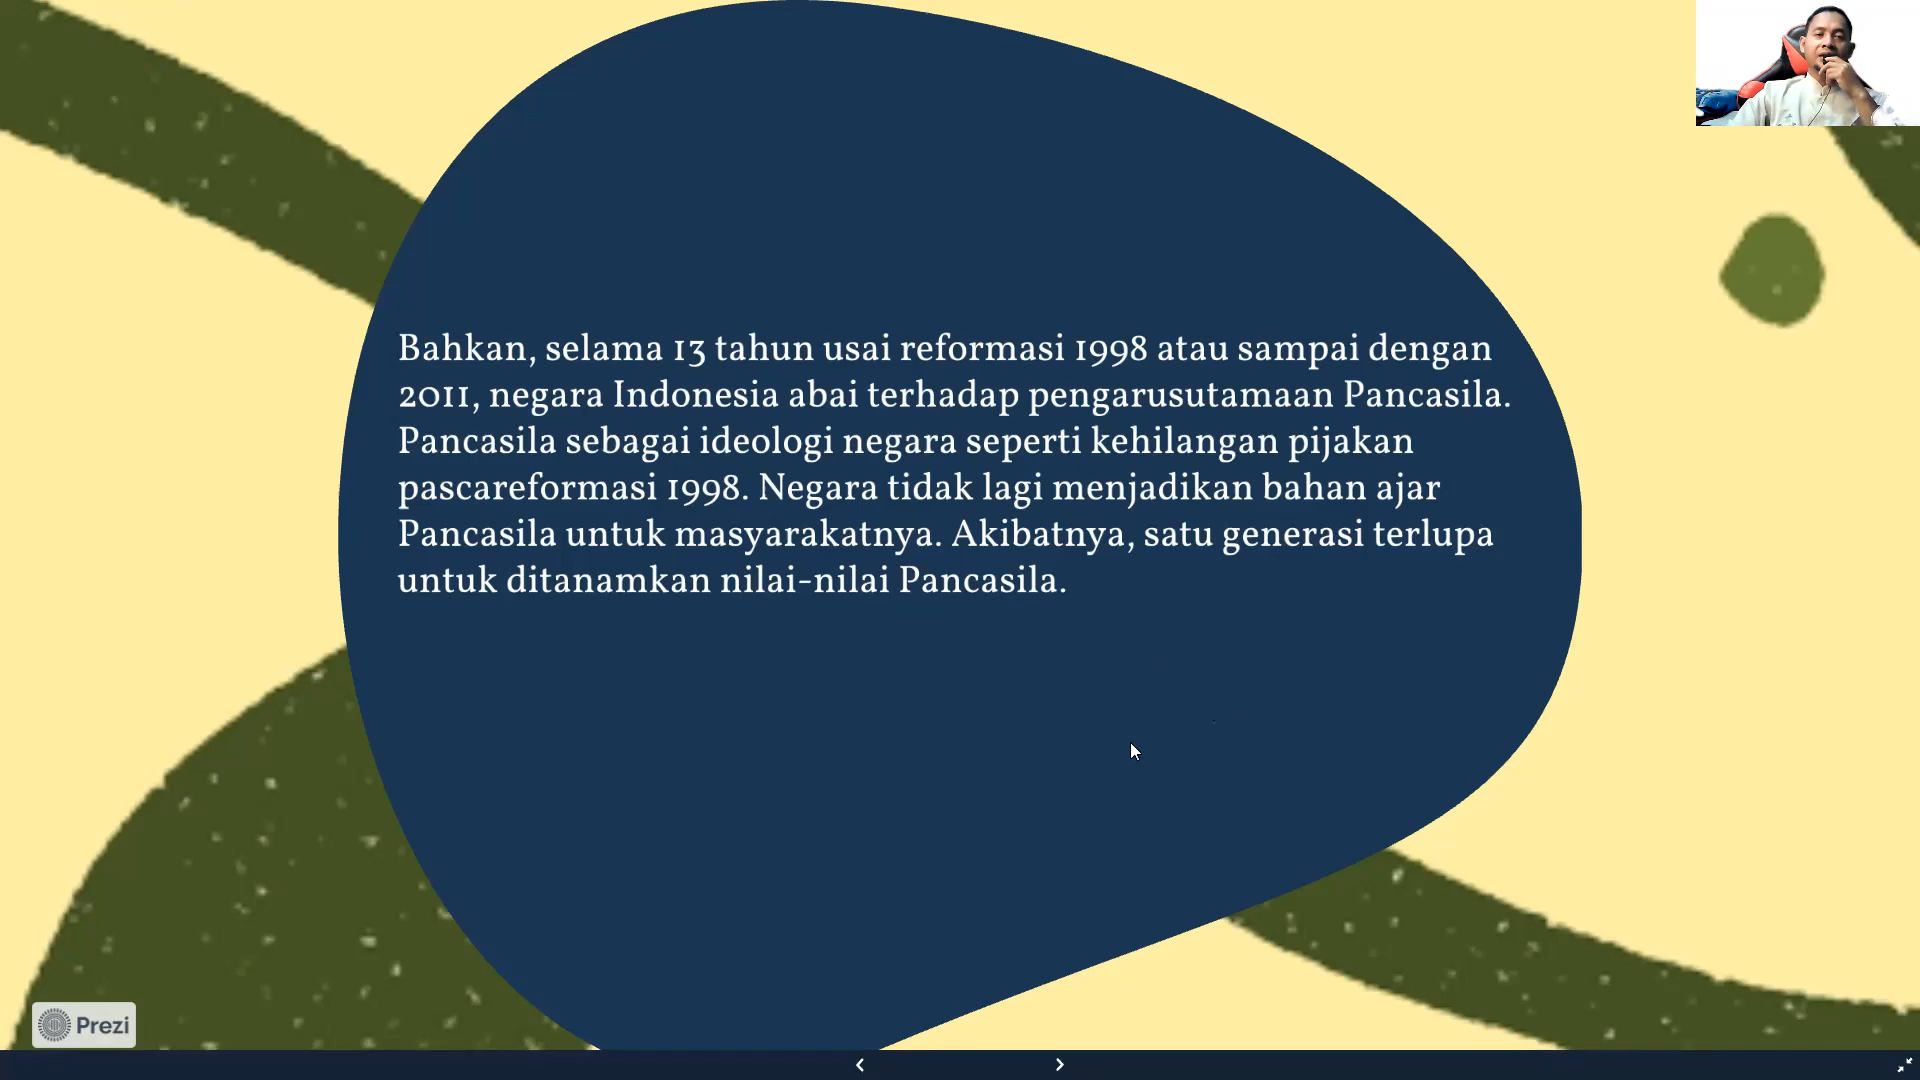 Bahkan, selama 13 tahun usai reformasi 1998 atau sampai dengan
2011, negara Indonesia abai terhadap pengarusutamaan Pancasila.
Pancasila sebagai ideologi negara seperti kehilangan pijakan
pascareformasi 1998. Negara tidak lagi menjadikan bahan ajar
Pancasila untuk masyarakatnya. Akibatnya, satu generasi terlupa
untuk ditanamkan nilai-nilai Pancasila.
Prezi